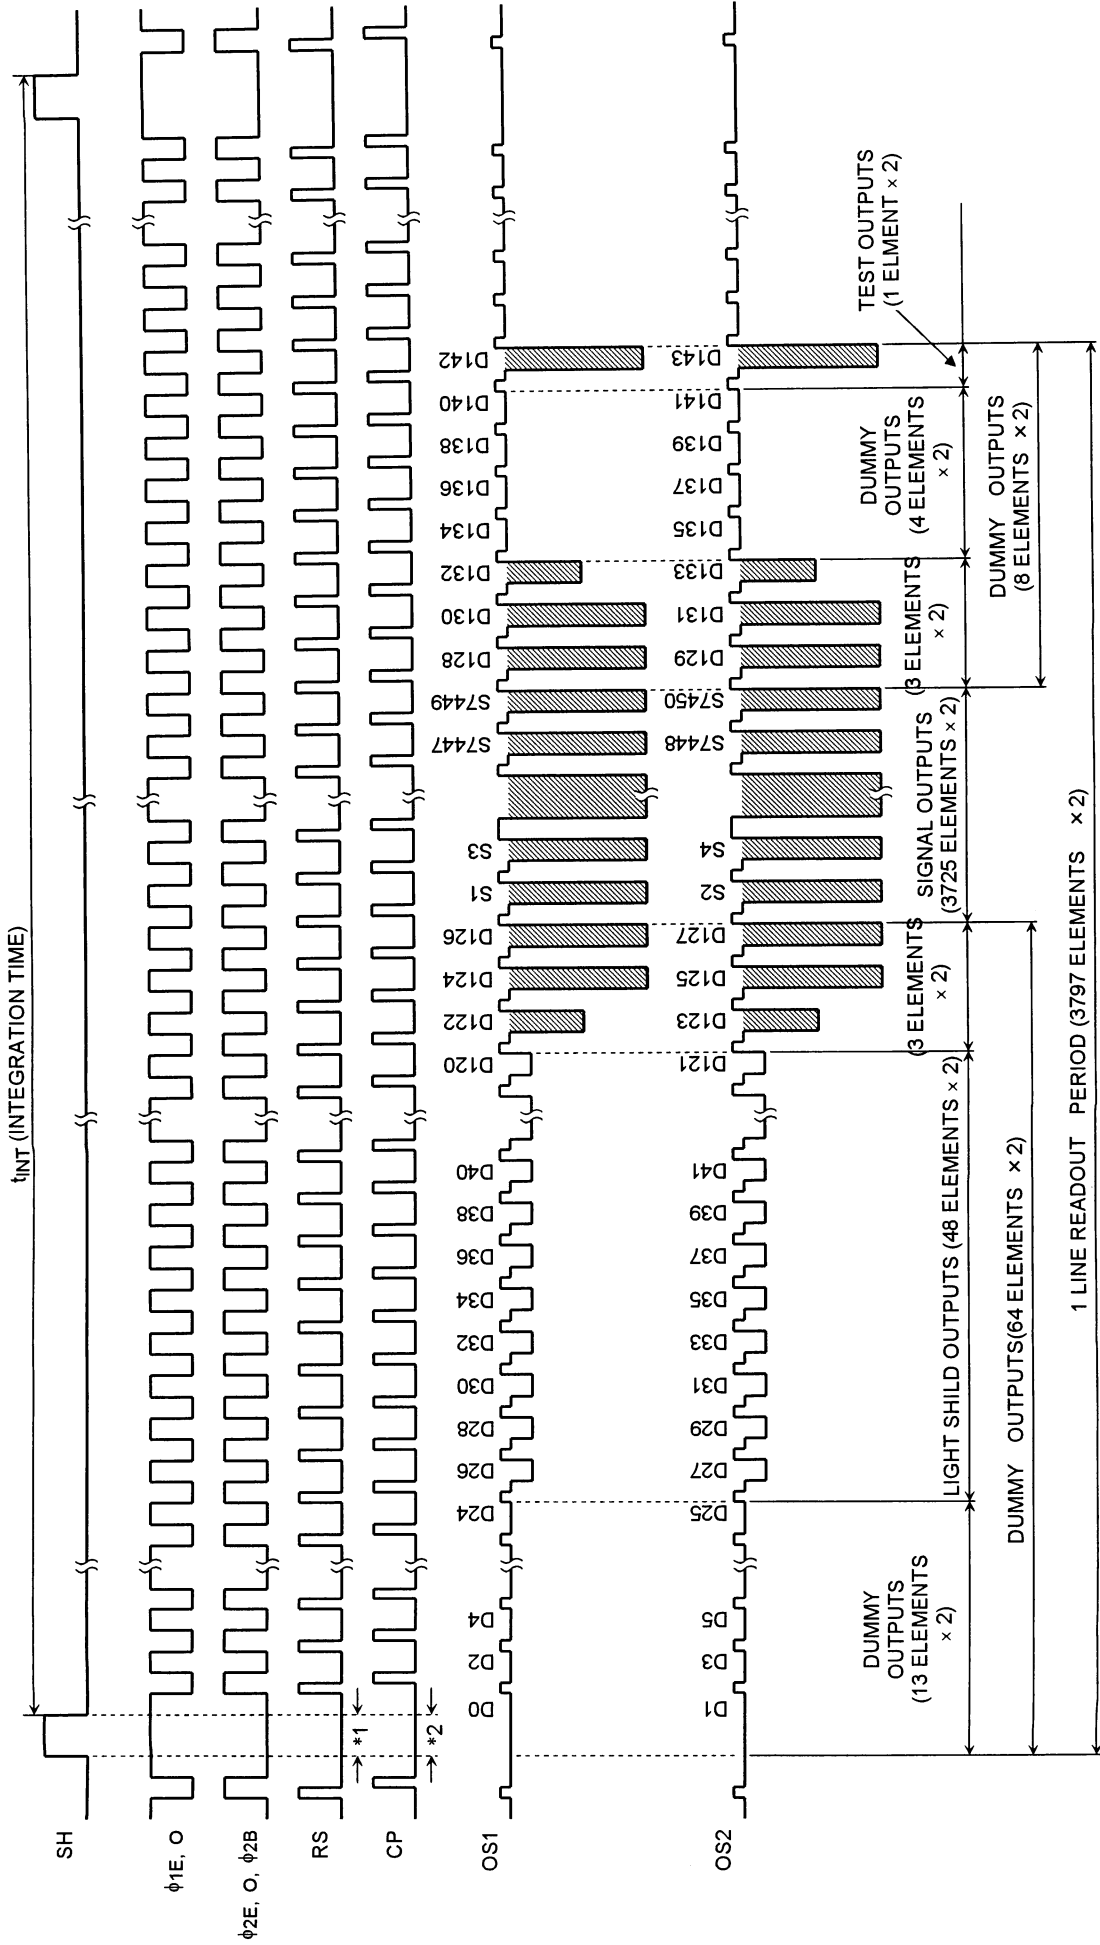 tINT (INTEGRATION TIME)
SH
φ1E, O
φ2E, O, φ2B
RS
*1
CP
*2
OS1
D0
D2
D4
D24
D26
D28
D30
D32
D34
D36
D38
D40
D120
D122
D124
D126
S1
S3
S7447
S7449
D128
D130
D132
D134
D136
D138
D140
D142
OS2
D1
D3
D5
D25
D27
D29
D31
D33
D35
D37
D39
D41
D121
D123
D125
D127
S2
S4
S7448
S7450
D129
D131
D133
D135
D137
D139
D141
D143
TEST OUTPUTS
(1 ELMENT × 2)
DUMMY
OUTPUTS
(13 ELEMENTS
× 2)
LIGHT SHILD OUTPUTS (48 ELEMENTS × 2)
(3 ELEMENTS
× 2)
SIGNAL OUTPUTS
(3725 ELEMENTS × 2)
(3 ELEMENTS
× 2)
DUMMY
OUTPUTS
(4 ELEMENTS
× 2)
DUMMY OUTPUTS(64 ELEMENTS × 2)
DUMMY OUTPUTS
(8 ELEMENTS ×2)
1 LINE READOUT PERIOD (3797 ELEMENTS ×2)